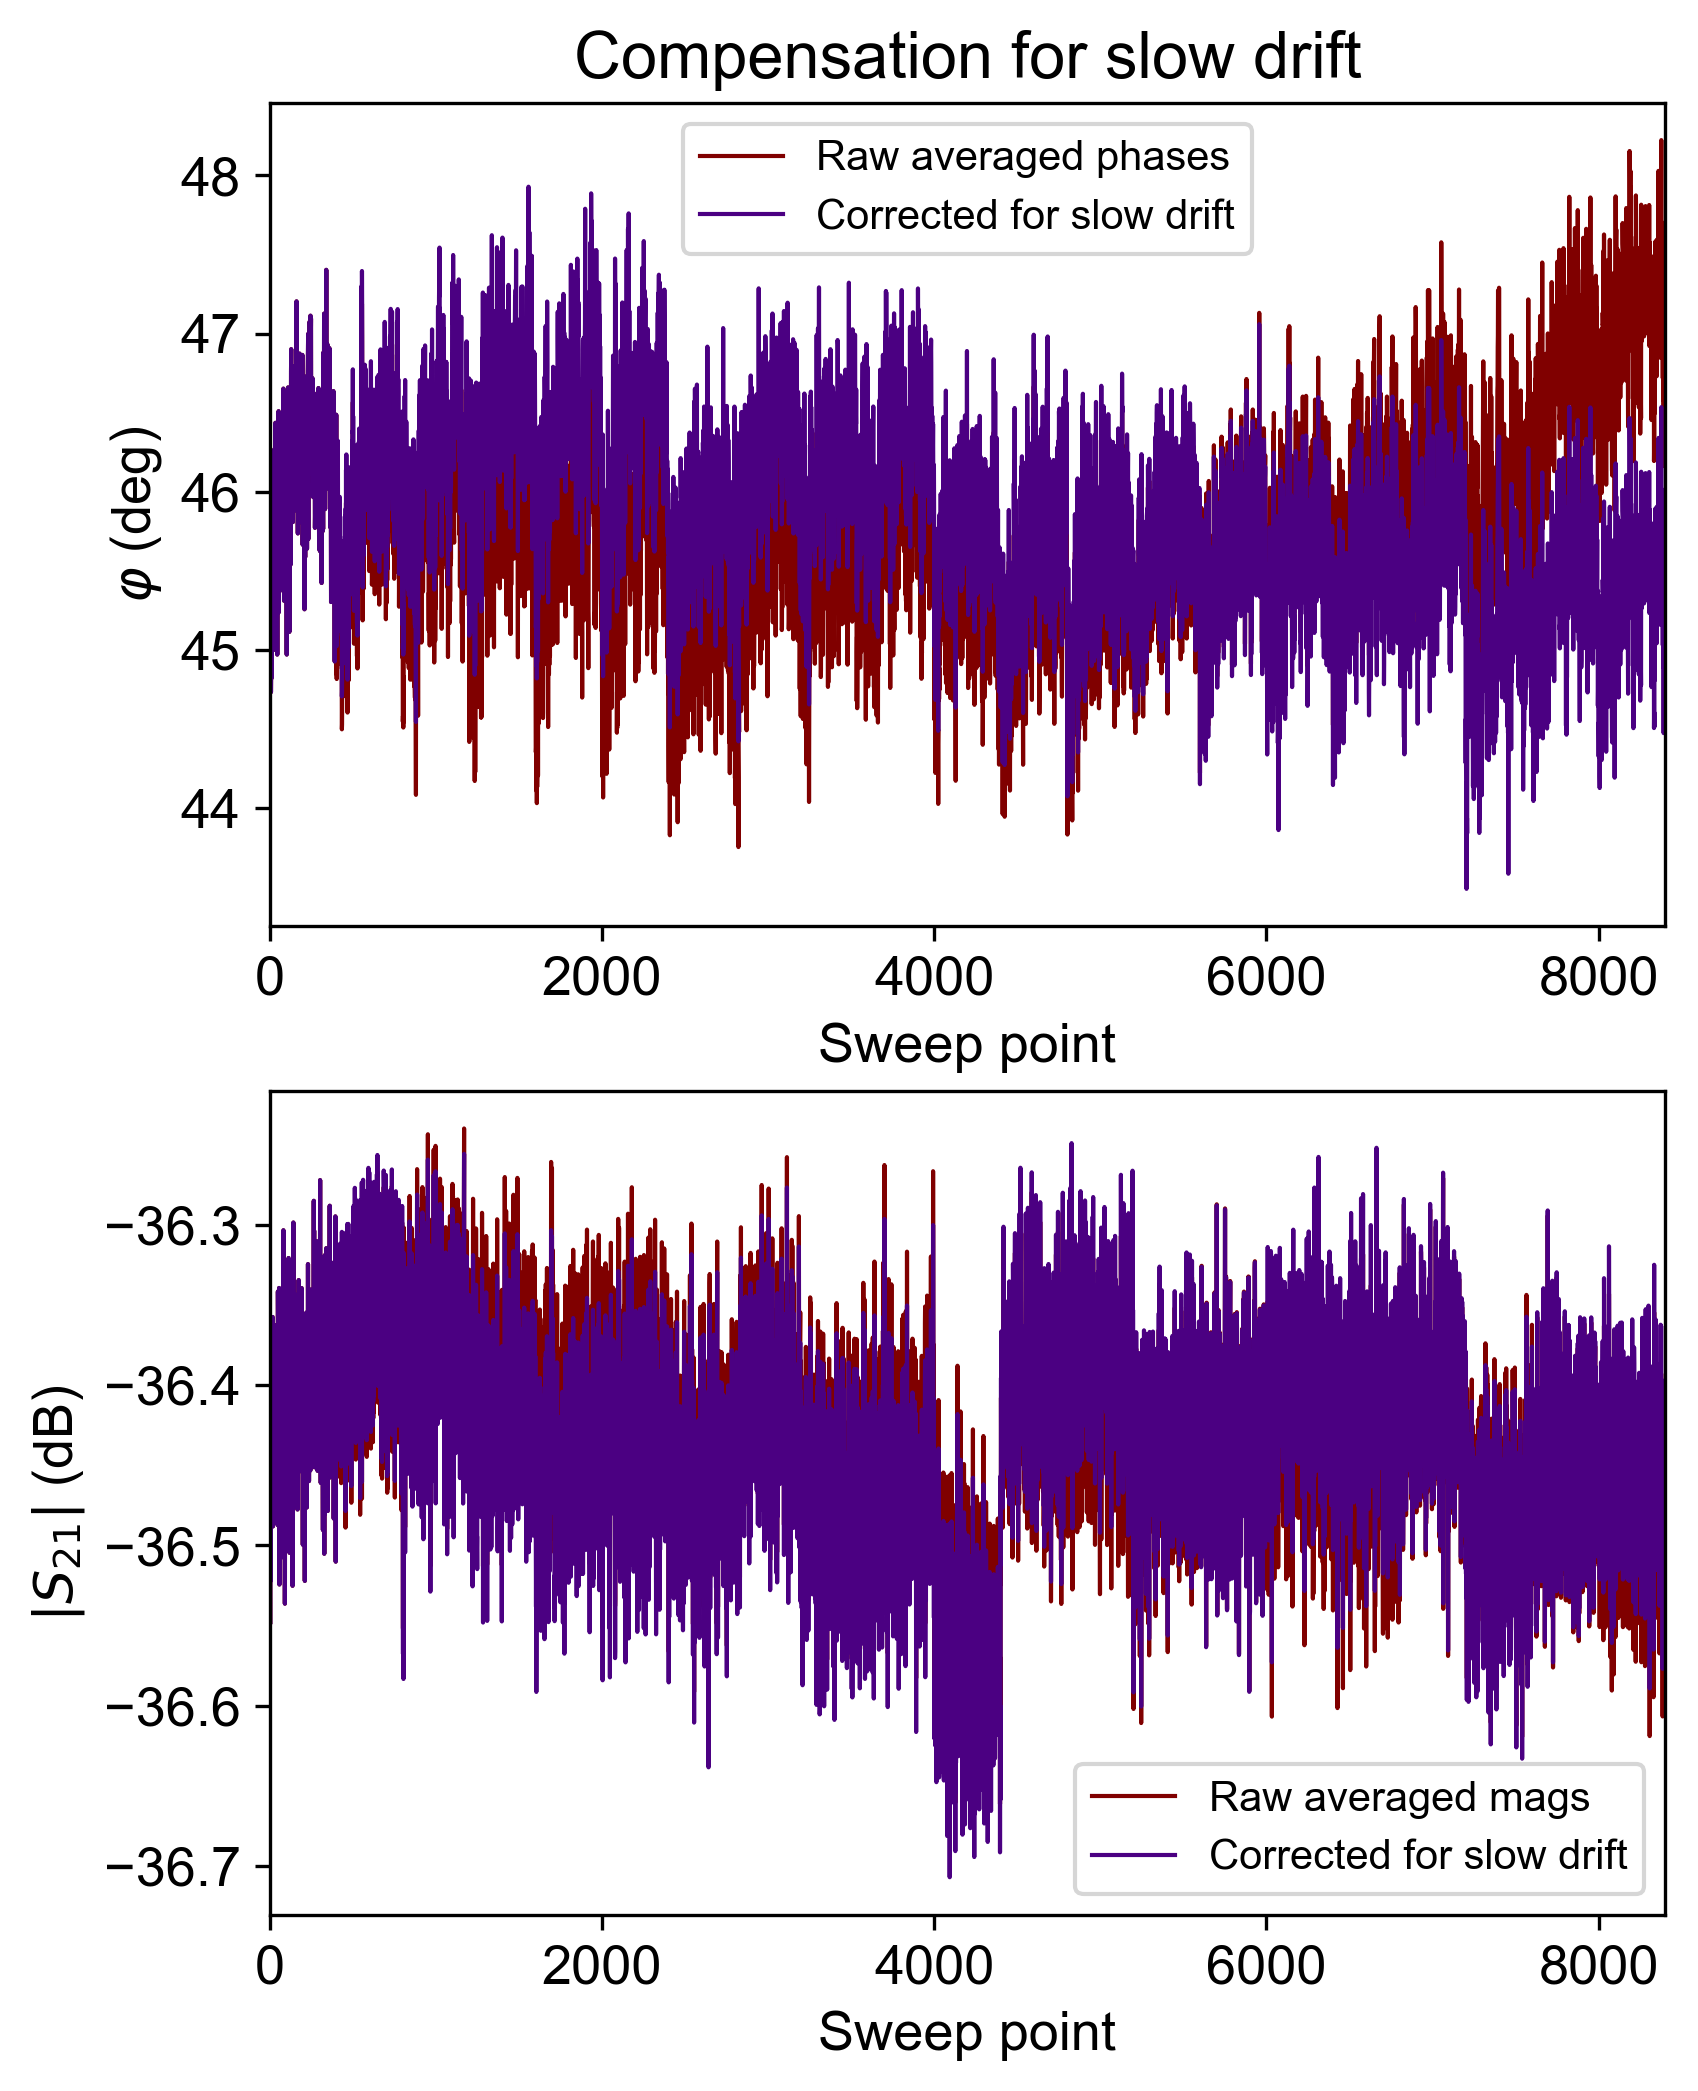 Compensation for slow drift
Raw averaged phases
Corrected for slow drift
48
47
46
45
44
φ (deg)
0 2000 4000 6000 8000
Sweep point
−36.3
−36.4
−36.5
−36.6
−36.7
|S₂₁| (dB)
Raw averaged mags
Corrected for slow drift
0 2000 4000 6000 8000
Sweep point